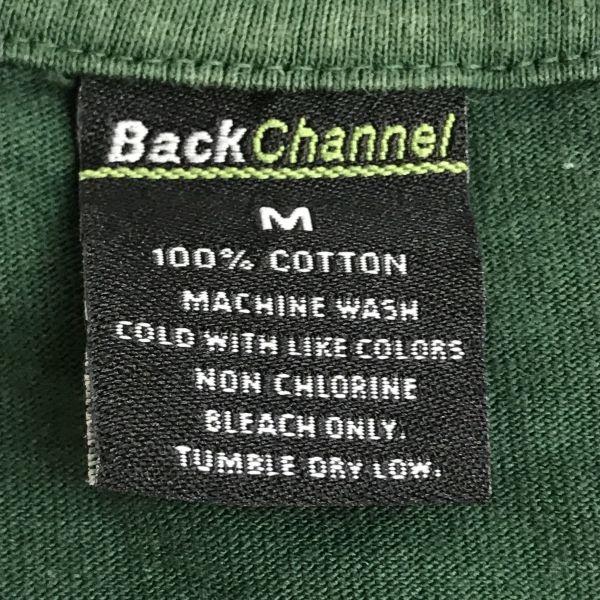 BackChannel
M
100% COTTON
MACHINE WASH
COLD WITH LIKE COLORS
NON CHLORINE
BLEACH ONLY.
TUMBLE DRY LOW.